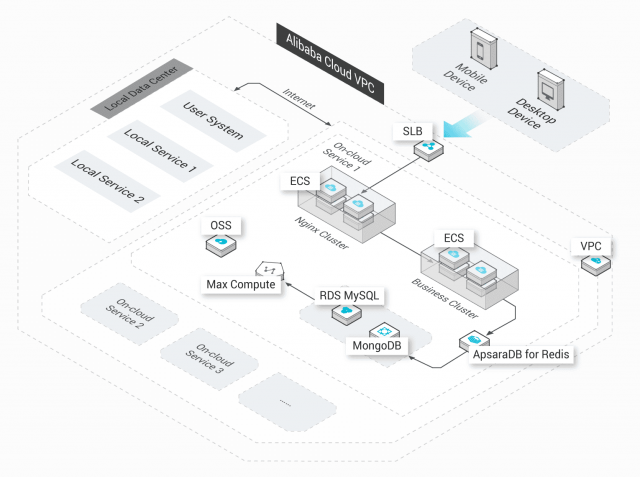 Alibaba Cloud VPC
Mobile
Device
Desktop
Device
Local Data Center
User System
Local Service 1
Local Service 2
Internet
SLB
On-cloud
Service 1
ECS
Nginx Cluster
ECS
Business Cluster
VPC
OSS
Max Compute
RDS MySQL
MongoDB
ApsaraDB for Redis
On-cloud
Service 2
On-cloud
Service 3
......